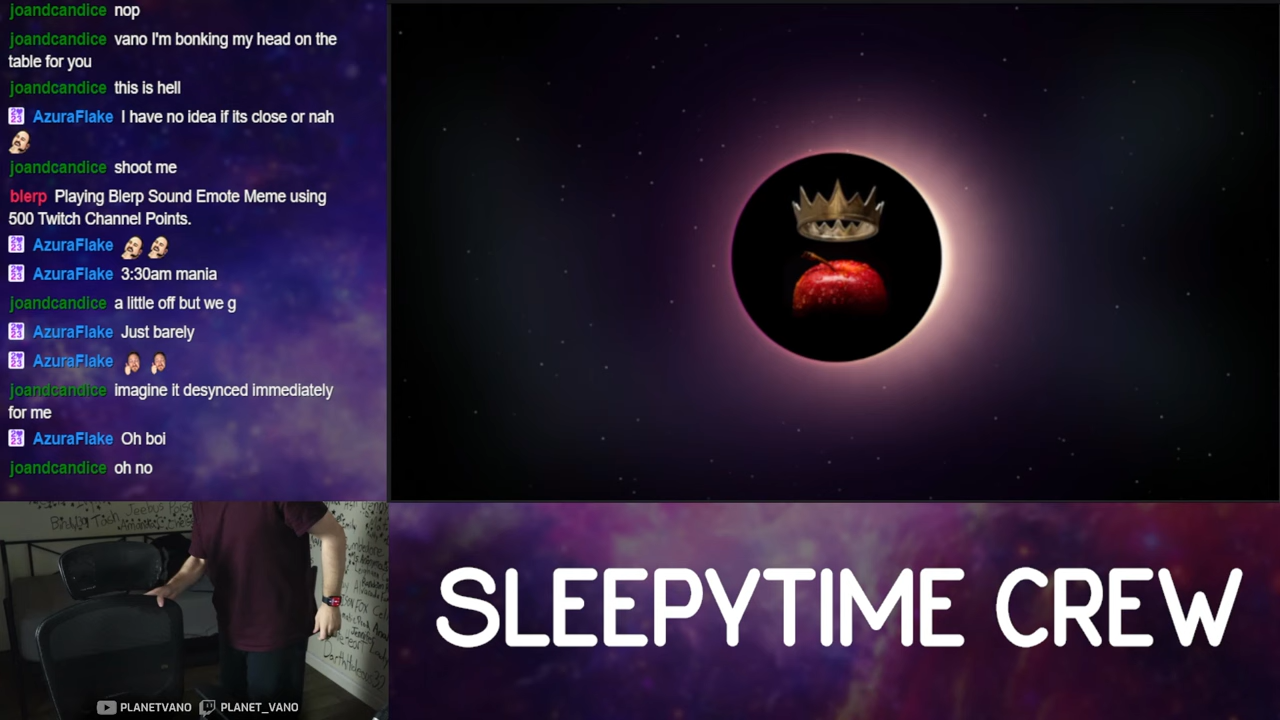 joandcandice nop
joandcandice vano I'm bonking my head on the
table for you
joandcandice this is hell
AzuraFlake I have no idea if its close or nah
joandcandice shoot me
blerp Playing Blerp Sound Emote Meme using
500 Twitch Channel Points.
AzuraFlake
AzuraFlake 3:30am mania
joandcandice a little off but we g
AzuraFlake Just barely
AzuraFlake
joandcandice imagine it desynced immediately
for me
AzuraFlake Oh boi
joandcandice oh no
PLANETVANO PLANET_VANO
SLEEPYTIME CREW